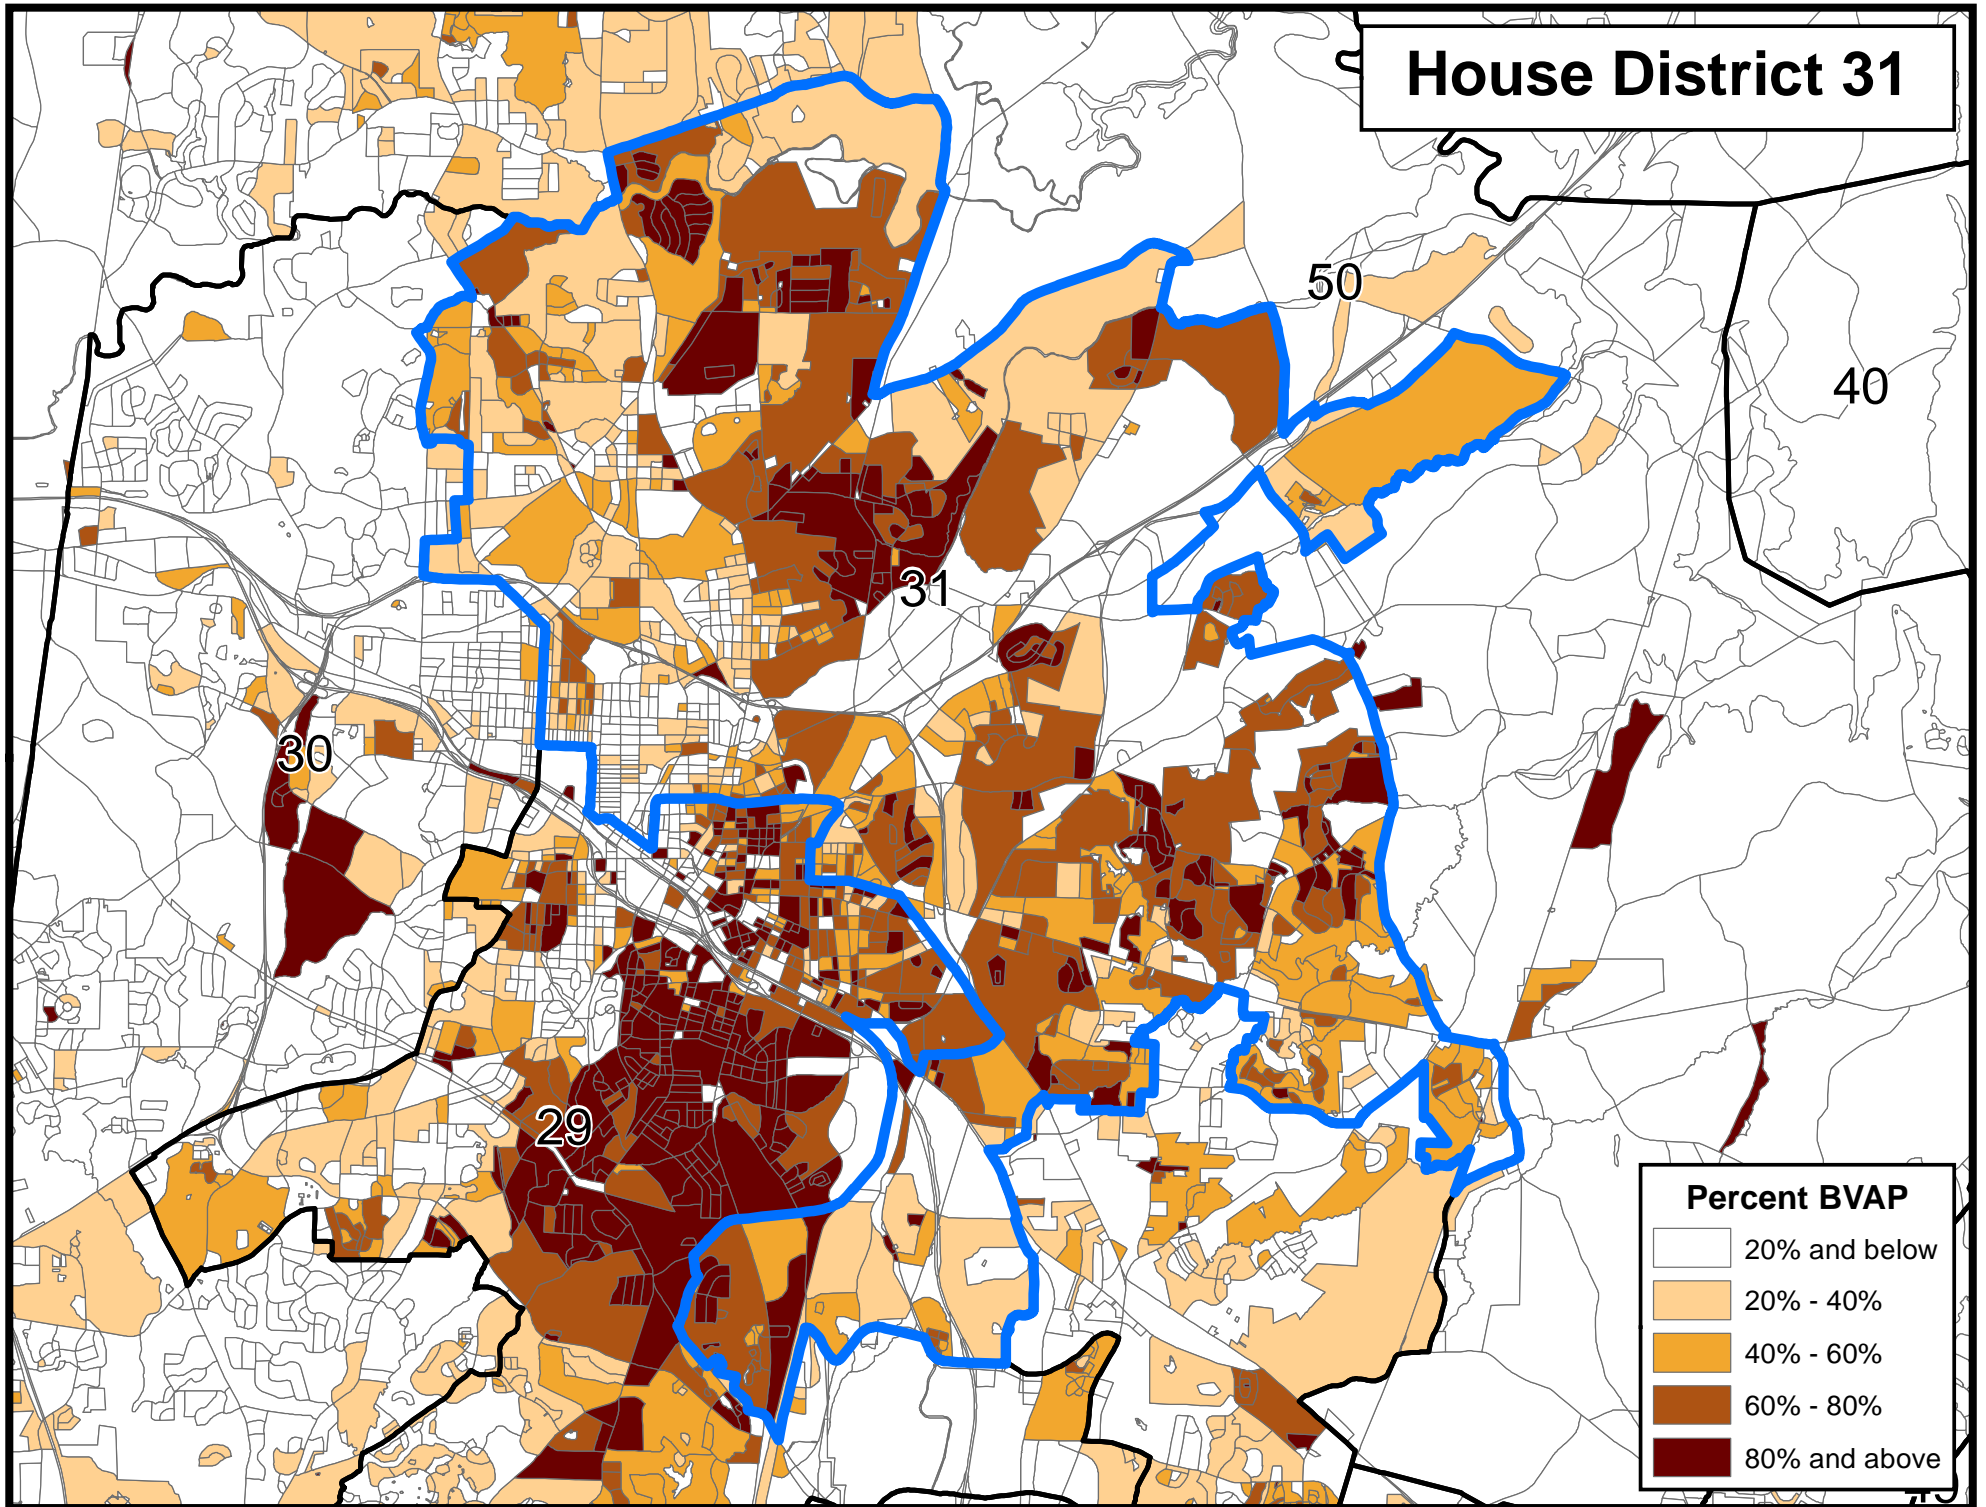 House District 31
50
40
31
30
29
Percent BVAP
20% and below
20% - 40%
40% - 60%
60% - 80%
80% and above